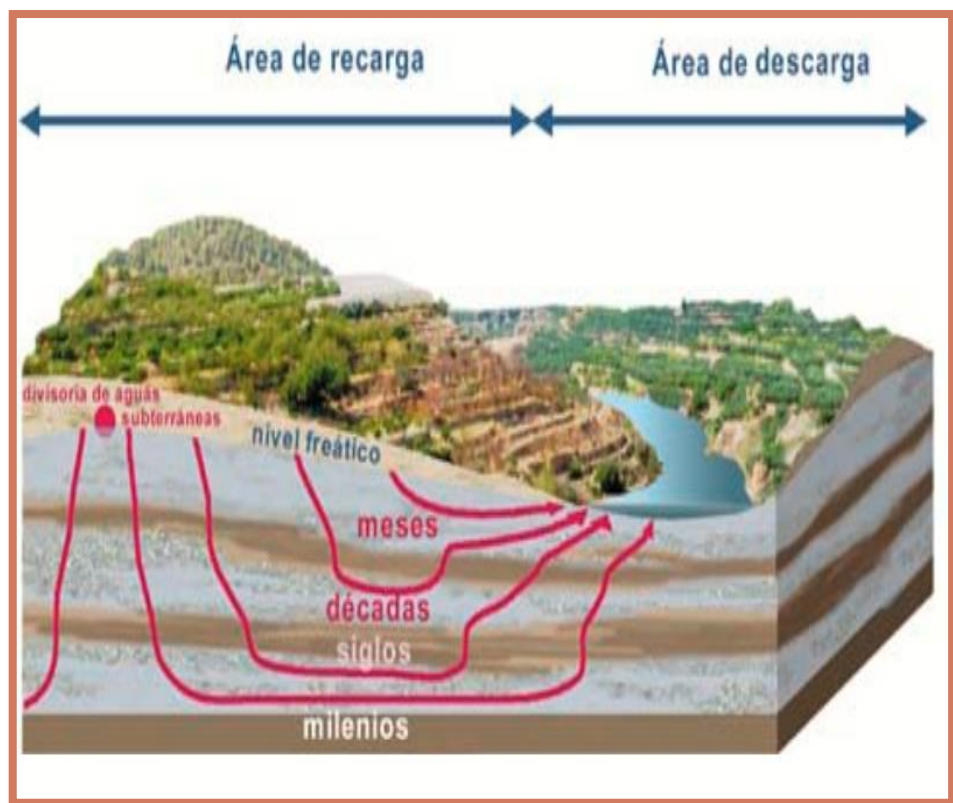 Área de recarga
Área de descarga
divisoria de aguás
subterráneas
nivel freático
meses
décadas
siglos
milenios